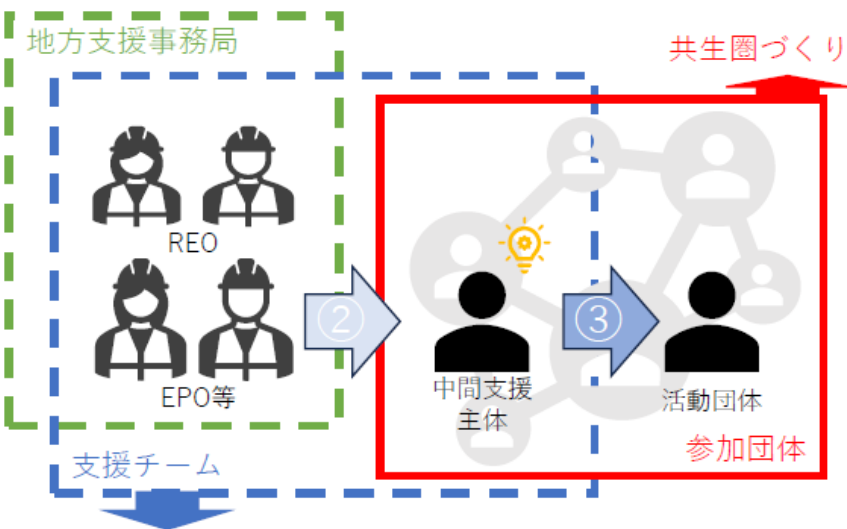 地方支援事務局
共生圏づくり
REO
②
③
EPO等
中間支援
主体
活動団体
参加団体
支援チーム